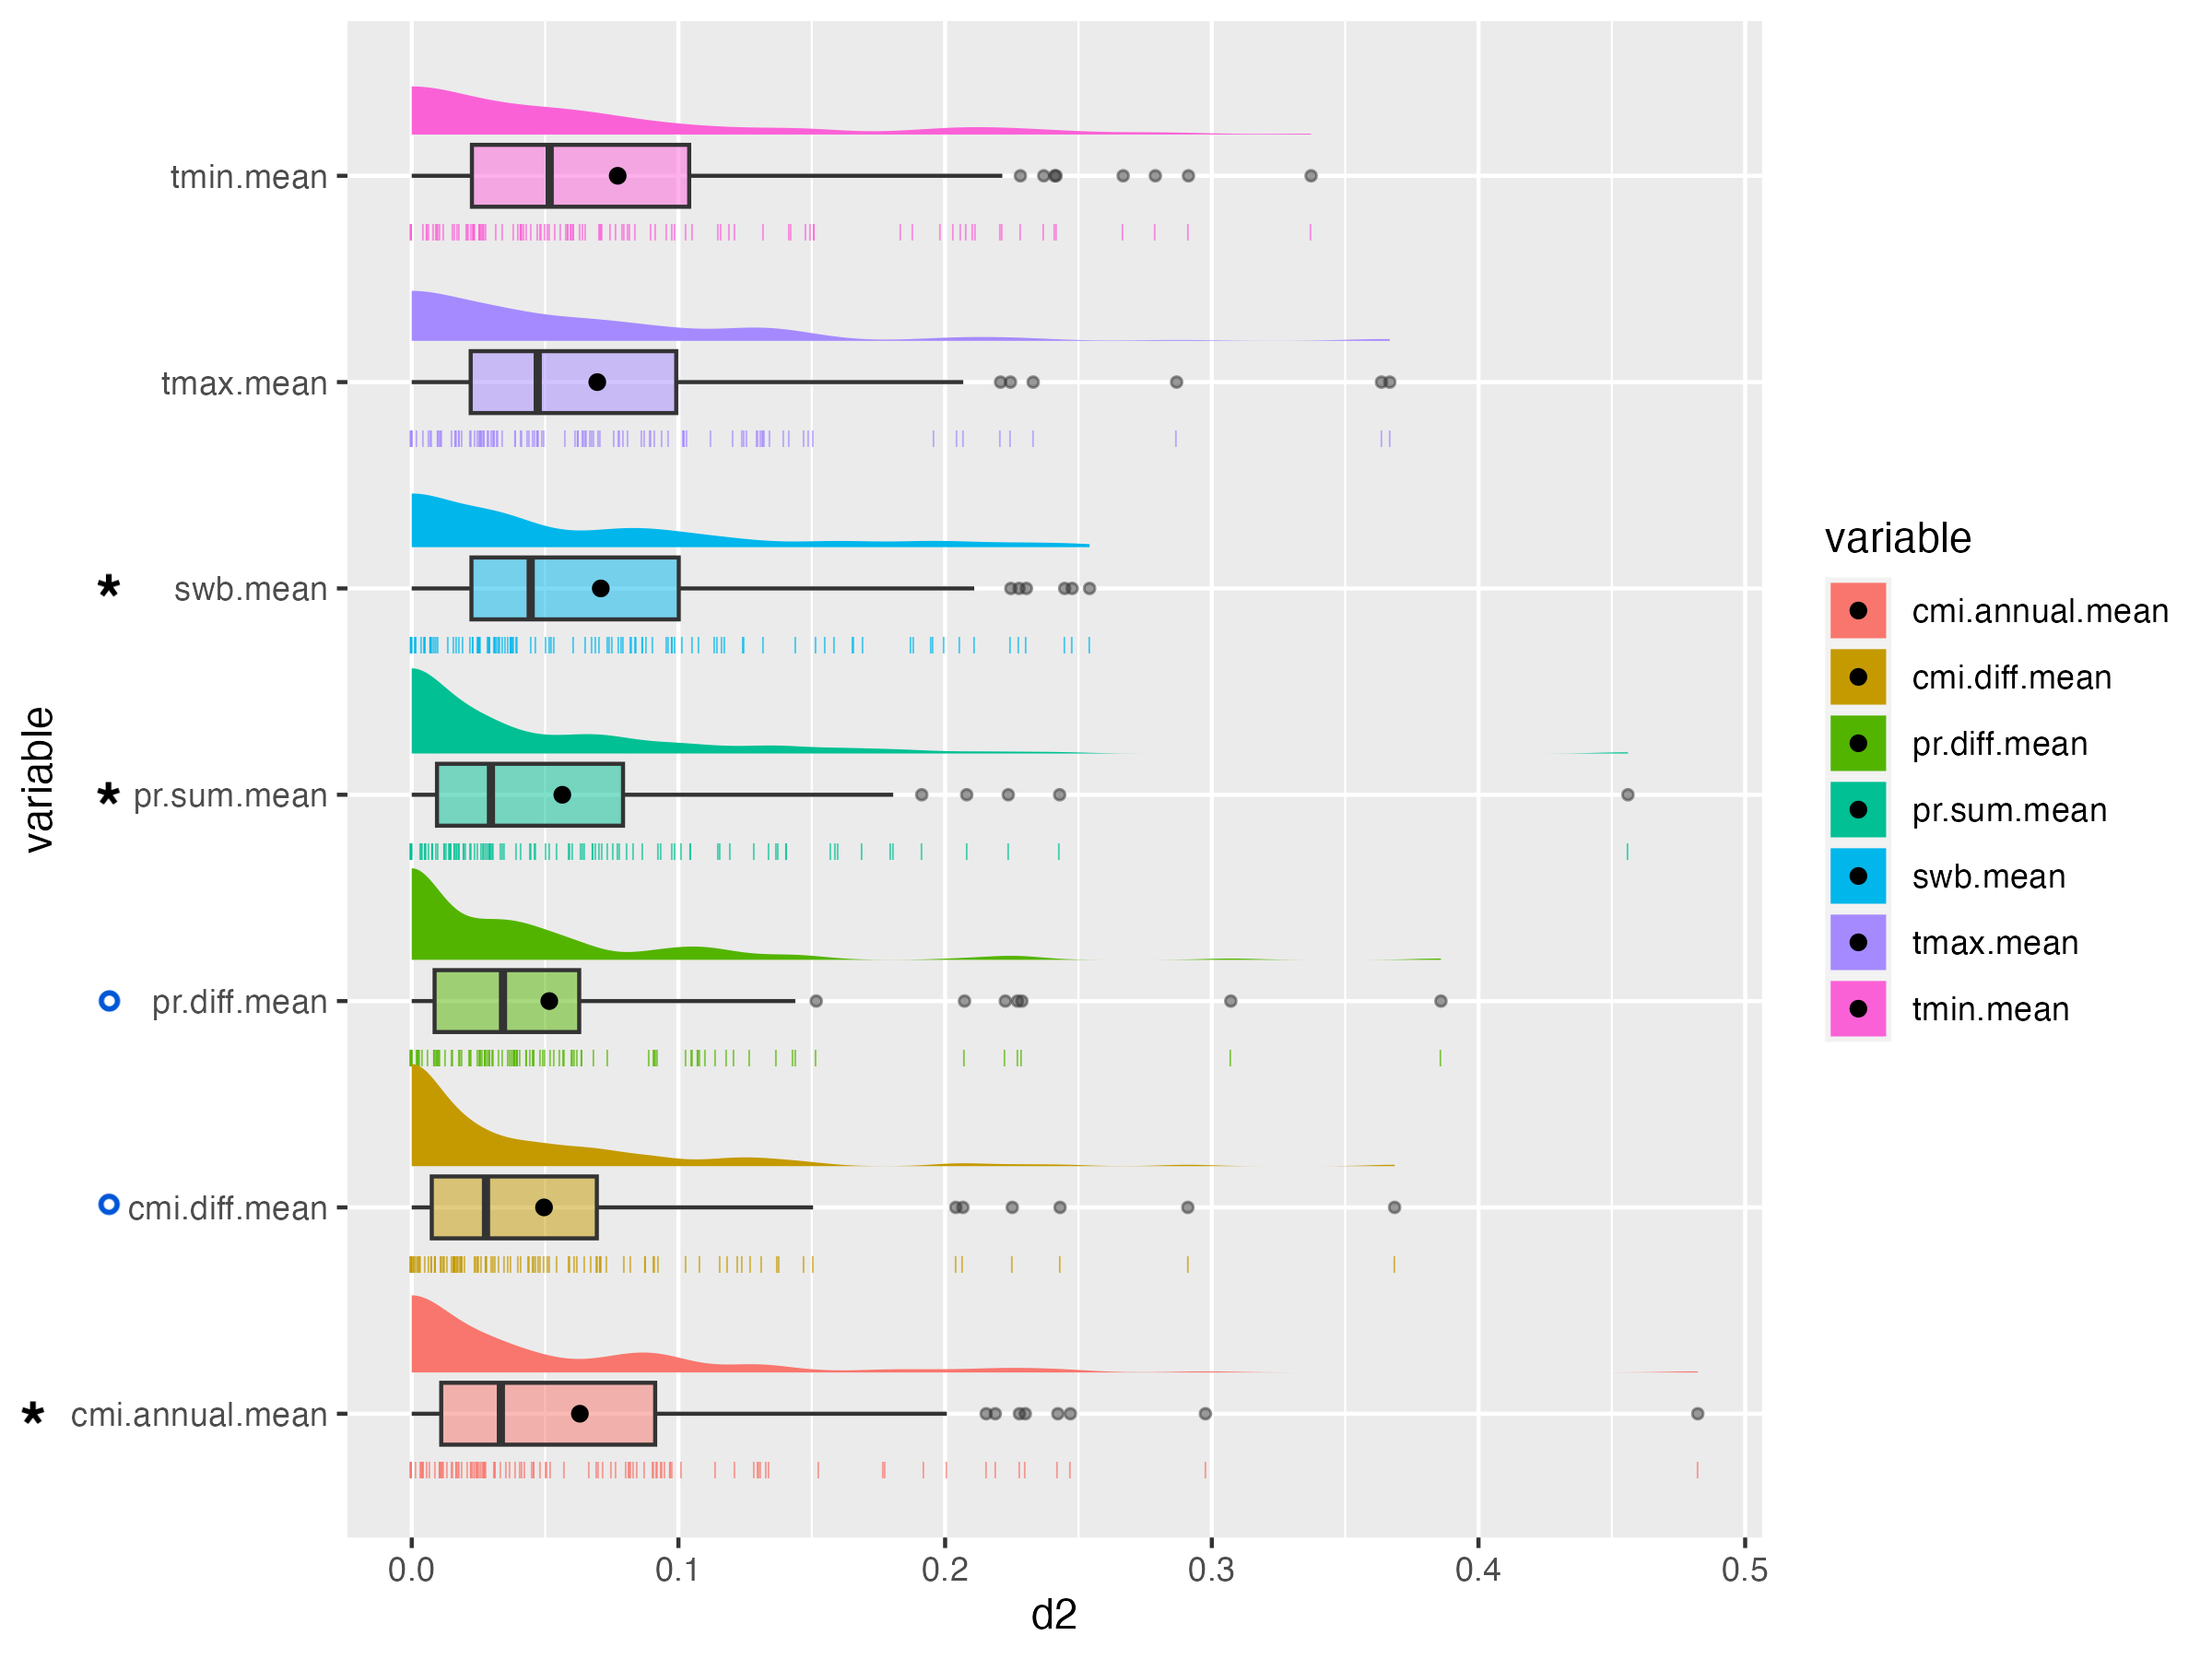 variable
tmin.mean
tmax.mean
* swb.mean
* pr.sum.mean
pr.diff.mean
cmi.diff.mean
* cmi.annual.mean
0.0 0.1 0.2 0.3 0.4 0.5
d2
variable
cmi.annual.mean
cmi.diff.mean
pr.diff.mean
pr.sum.mean
swb.mean
tmax.mean
tmin.mean